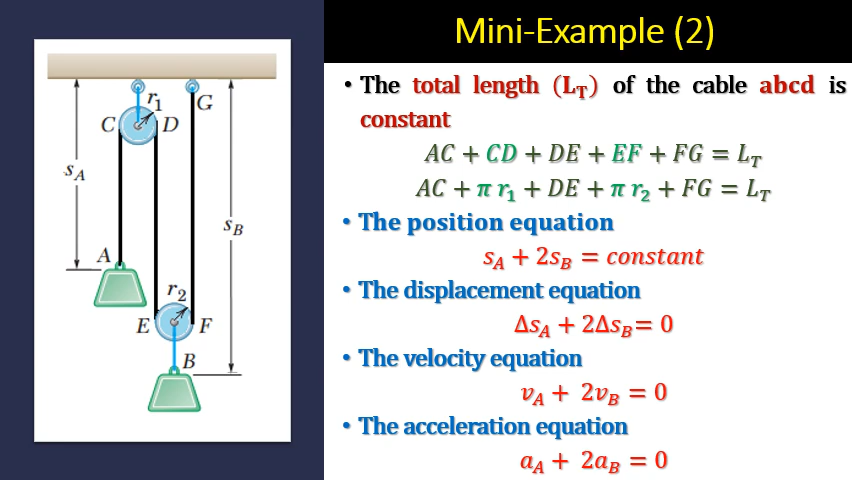 Mini-Example (2)
• The total length (L_T) of the cable abcd is
constant
AC + CD + DE + EF + FG = L_T
AC + π r₁ + DE + π r₂ + FG = L_T
• The position equation
s_A + 2s_B = constant
• The displacement equation
Δs_A + 2Δs_B = 0
• The velocity equation
v_A + 2v_B = 0
• The acceleration equation
a_A + 2a_B = 0
r₁
G
C
D
s_A
s_B
A
r₂
E
F
B